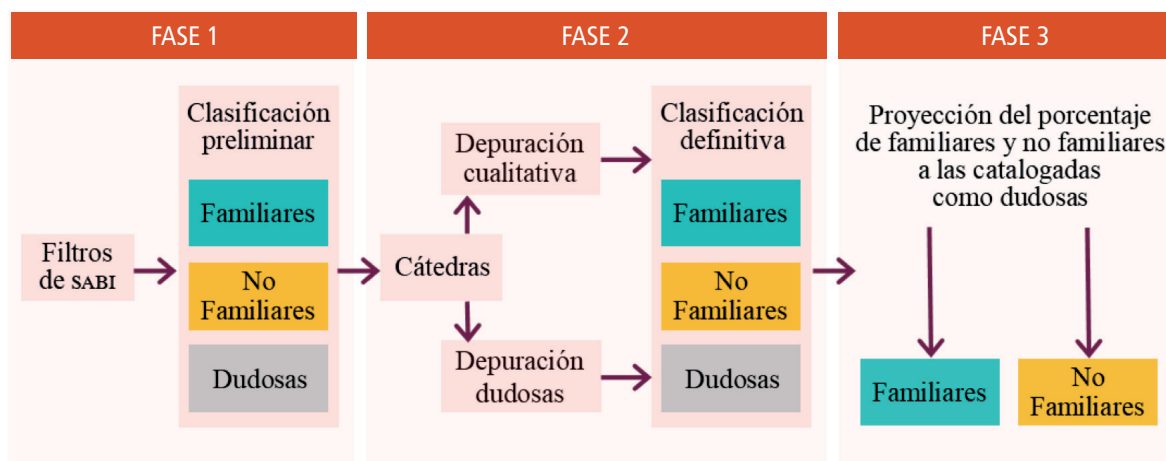 FASE 1
Filtros
de SABI
Clasificación
preliminar
Familiares
No
Familiares
Dudosas
FASE 2
Cátedras
Depuración
cualitativa
Depuración
dudosas
Clasificación
definitiva
Familiares
No
Familiares
Dudosas
FASE 3
Proyección del porcentaje
de familiares y no familiares
a las catalogadas
como dudosas
Familiares
No
Familiares